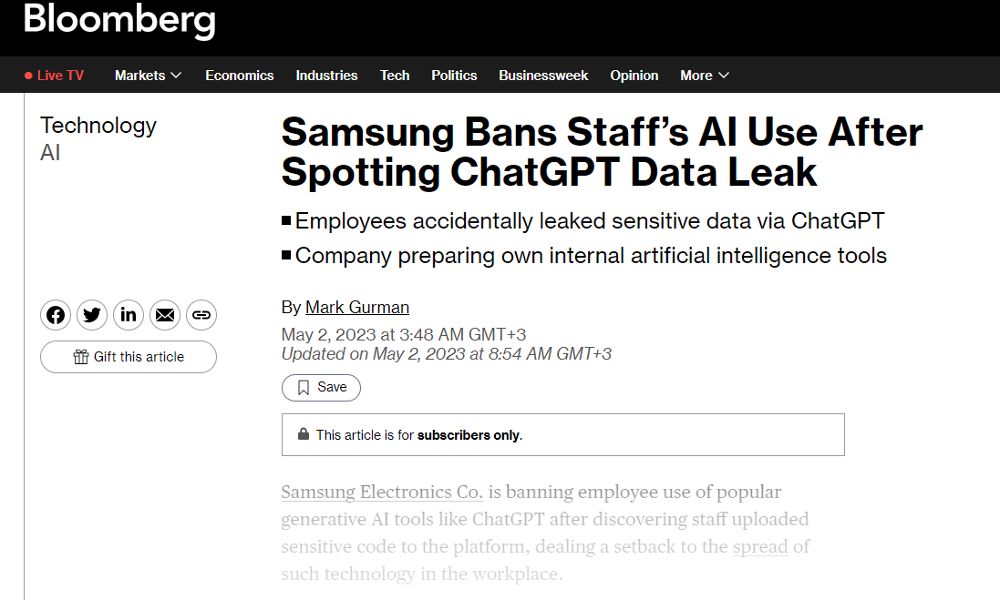 Bloomberg
Live TV Markets Economics Industries Tech Politics Businessweek Opinion More
Technology
AI
Samsung Bans Staff’s AI Use After
Spotting ChatGPT Data Leak
Employees accidentally leaked sensitive data via ChatGPT
Company preparing own internal artificial intelligence tools
By Mark Gurman
May 2, 2023 at 3:48 AM GMT+3
Updated on May 2, 2023 at 8:54 AM GMT+3
Gift this article
Save
This article is for subscribers only.
Samsung Electronics Co. is banning employee use of popular
generative AI tools like ChatGPT after discovering staff uploaded
sensitive code to the platform, dealing a setback to the spread of
such technology in the workplace.